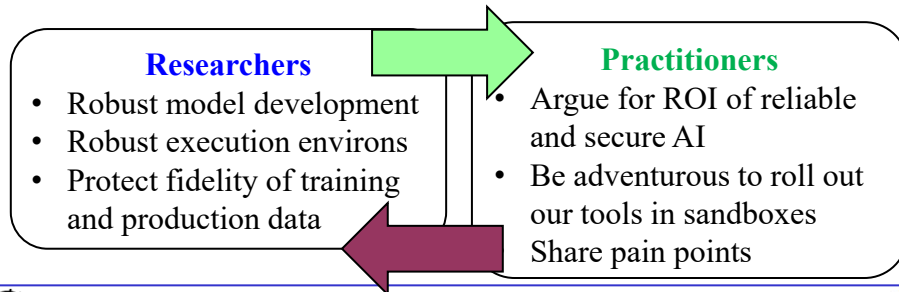 Researchers
• Robust model development
• Robust execution environs
• Protect fidelity of training
and production data
Practitioners
• Argue for ROI of reliable
and secure AI
• Be adventurous to roll out
our tools in sandboxes
Share pain points